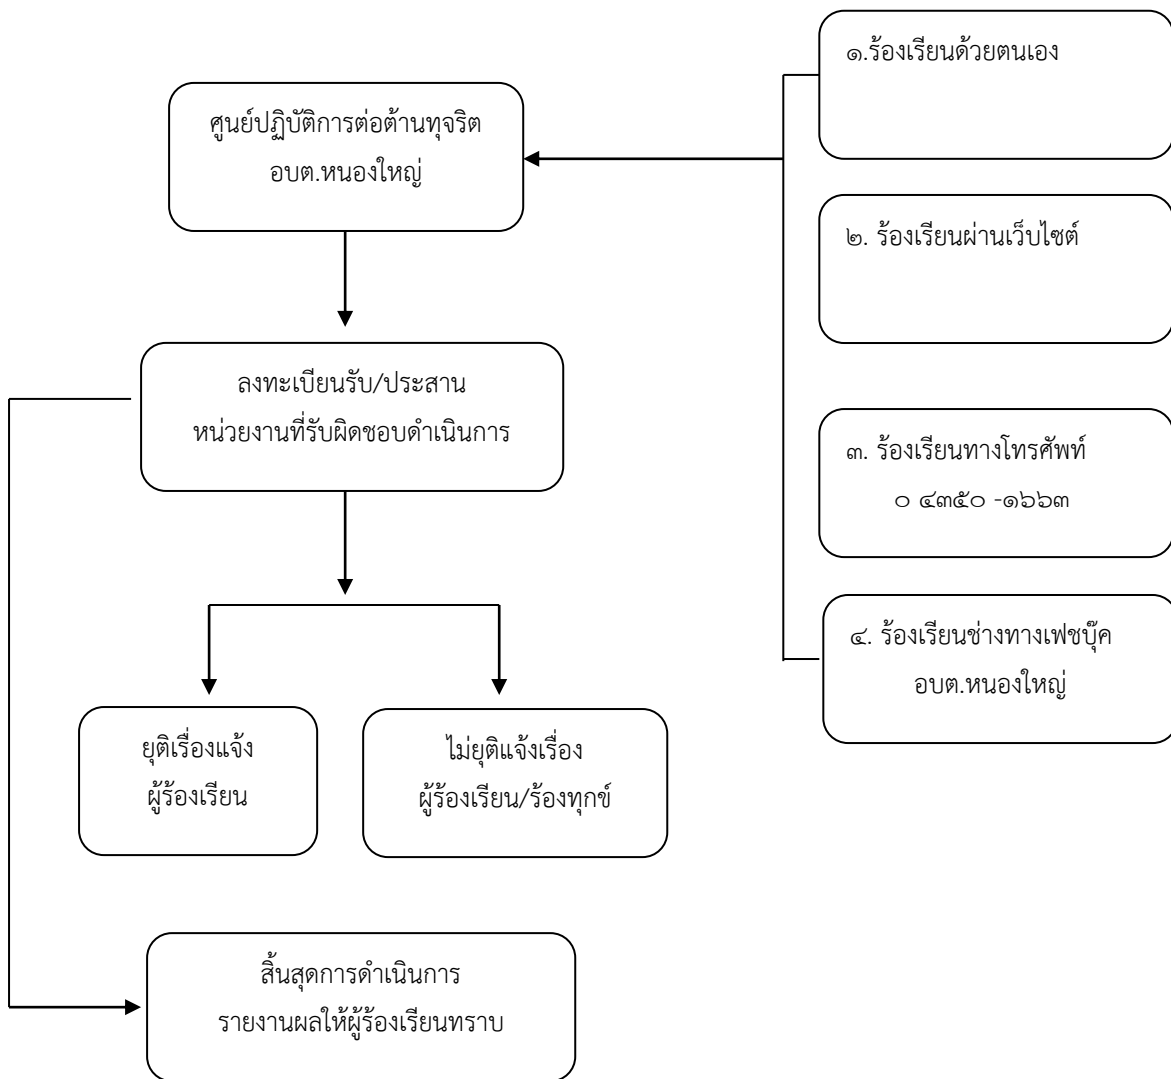 ๑.ร้องเรียนด้วยตนเอง
ศูนย์ปฏิบัติการต่อต้านทุจริต
อบต.หนองใหญ่
๒. ร้องเรียนผ่านเว็บไซต์
ลงทะเบียนรับ/ประสาน
หน่วยงานที่รับผิดชอบดำเนินการ
๓. ร้องเรียนทางโทรศัพท์
๐ ๔๓๕๐ -๑๖๖๓
๔. ร้องเรียนช่างทางเฟซบุ๊ค
อบต.หนองใหญ่
ยุติเรื่องแจ้ง
ผู้ร้องเรียน
ไม่ยุติแจ้งเรื่อง
ผู้ร้องเรียน/ร้องทุกข์
สิ้นสุดการดำเนินการ
รายงานผลให้ผู้ร้องเรียนทราบ